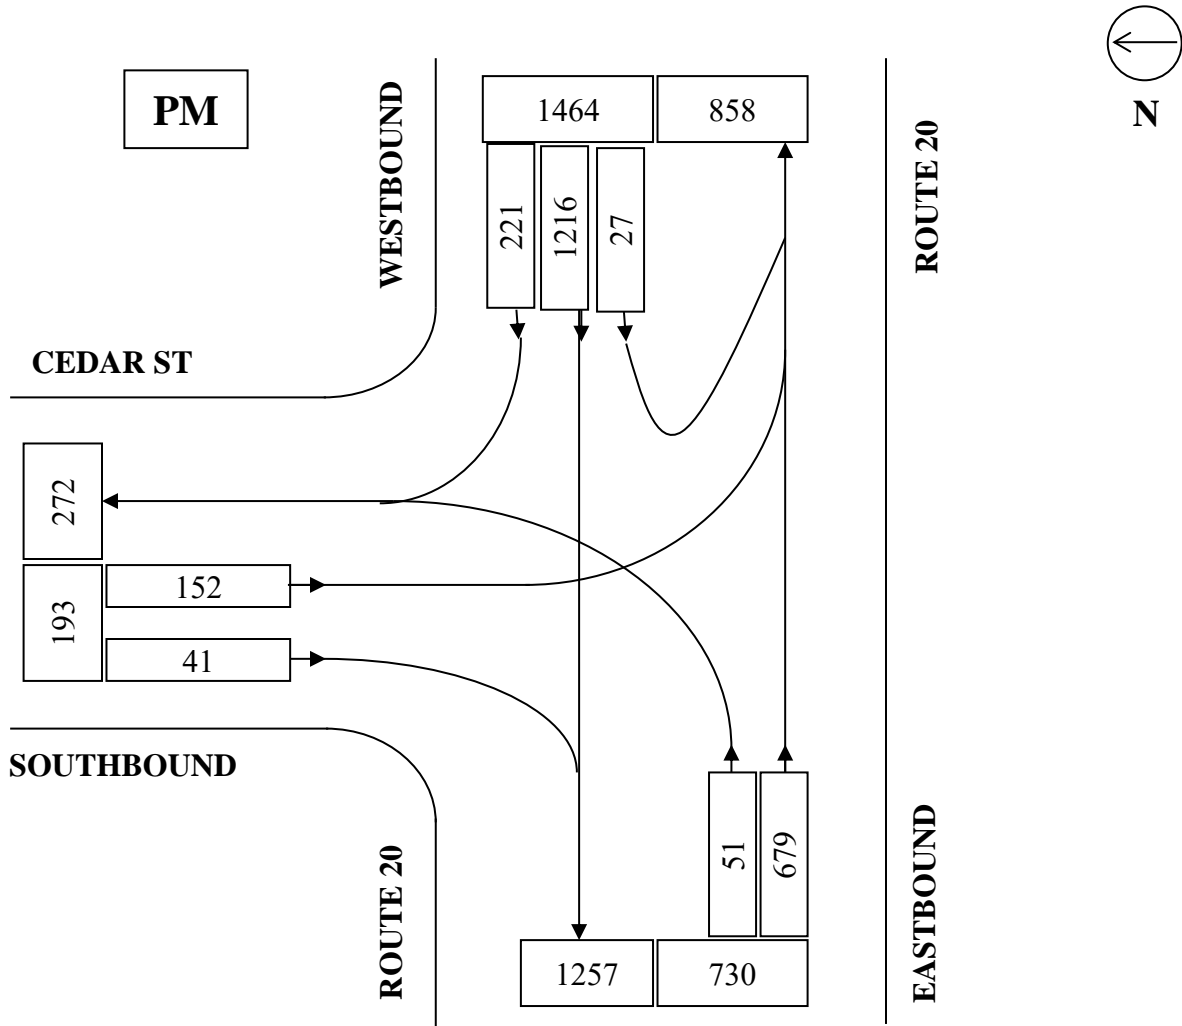 PM
WESTBOUND
1464
858
N
ROUTE 20
221
1216
27
CEDAR ST
272
152
193
41
SOUTHBOUND
ROUTE 20
51
679
EASTBOUND
1257
730